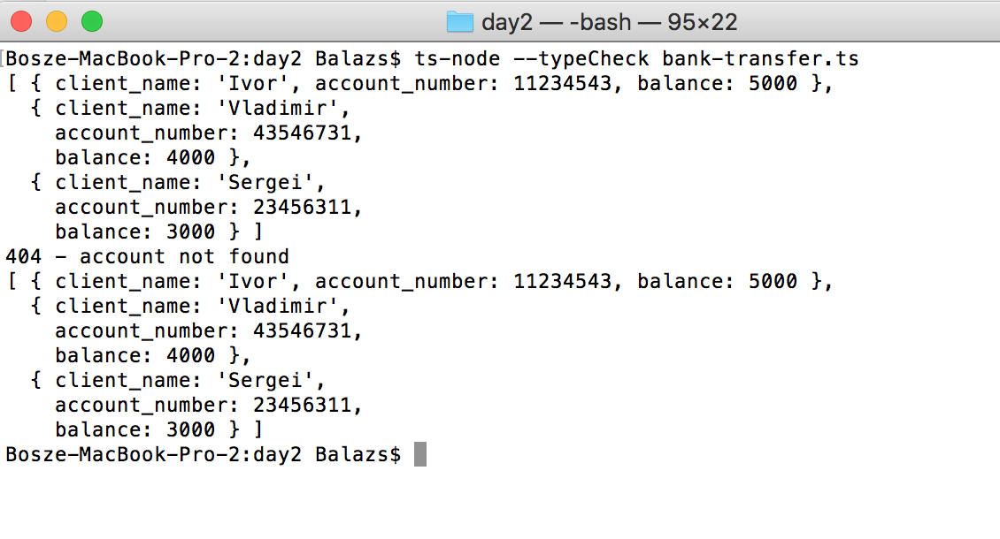 day2 — -bash — 95×22
Bosze-MacBook-Pro-2:day2 Balazs$ ts-node --typeCheck bank-transfer.ts
[ { client_name: 'Ivor', account_number: 11234543, balance: 5000 },
  { client_name: 'Vladimir',
    account_number: 43546731,
    balance: 4000 },
  { client_name: 'Sergei',
    account_number: 23456311,
    balance: 3000 } ]
404 - account not found
[ { client_name: 'Ivor', account_number: 11234543, balance: 5000 },
  { client_name: 'Vladimir',
    account_number: 43546731,
    balance: 4000 },
  { client_name: 'Sergei',
    account_number: 23456311,
    balance: 3000 } ]
Bosze-MacBook-Pro-2:day2 Balazs$